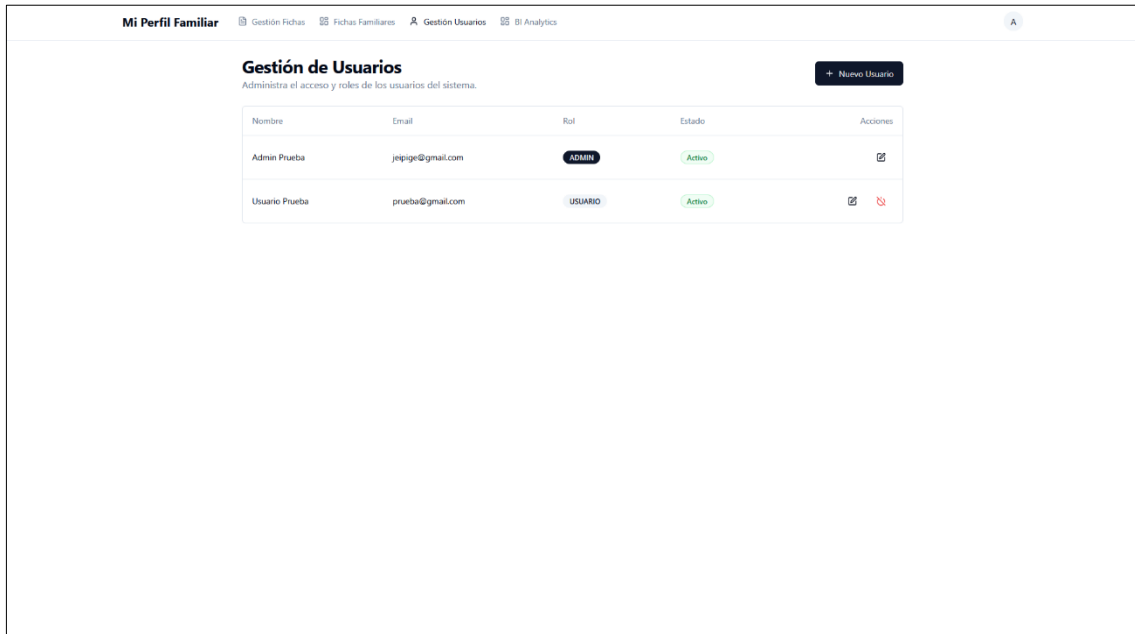 Mi Perfil Familiar Gestión Fichas Fichas Familiares Gestión Usuarios BI Analytics A
Gestión de Usuarios
Administra el acceso y roles de los usuarios del sistema.
+ Nuevo Usuario
Nombre Email Rol Estado Acciones
Admin Prueba jeipige@gmail.com ADMIN Activo
Usuario Prueba prueba@gmail.com USUARIO Activo